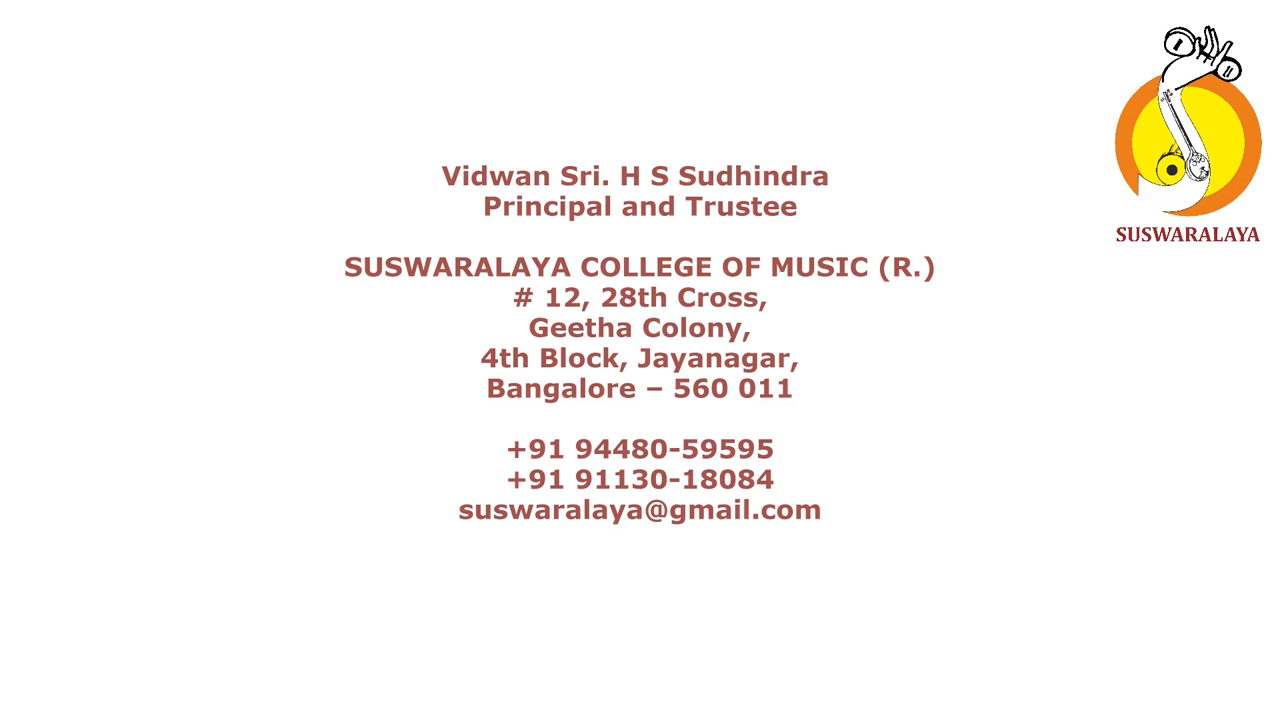 Vidwan Sri. H S Sudhindra
Principal and Trustee
SUSWARALAYA COLLEGE OF MUSIC (R.)
# 12, 28th Cross,
Geetha Colony,
4th Block, Jayanagar,
Bangalore – 560 011
+91 94480-59595
+91 91130-18084
suswaralaya@gmail.com
SUSWARALAYA